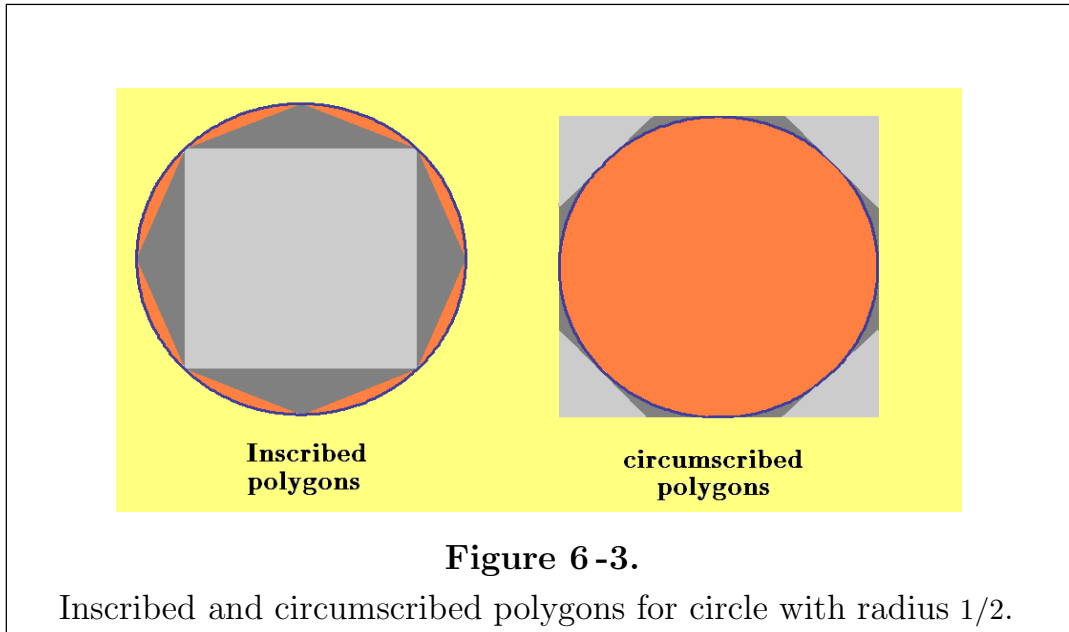 Inscribed
polygons
circumscribed
polygons
Figure 6-3.
Inscribed and circumscribed polygons for circle with radius 1/2.